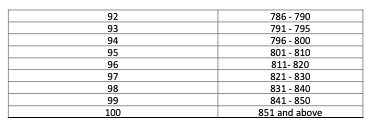 92 786 - 790
93 791 - 795
94 796 - 800
95 801 - 810
96 811- 820
97 821 - 830
98 831 - 840
99 841 - 850
100 851 and above